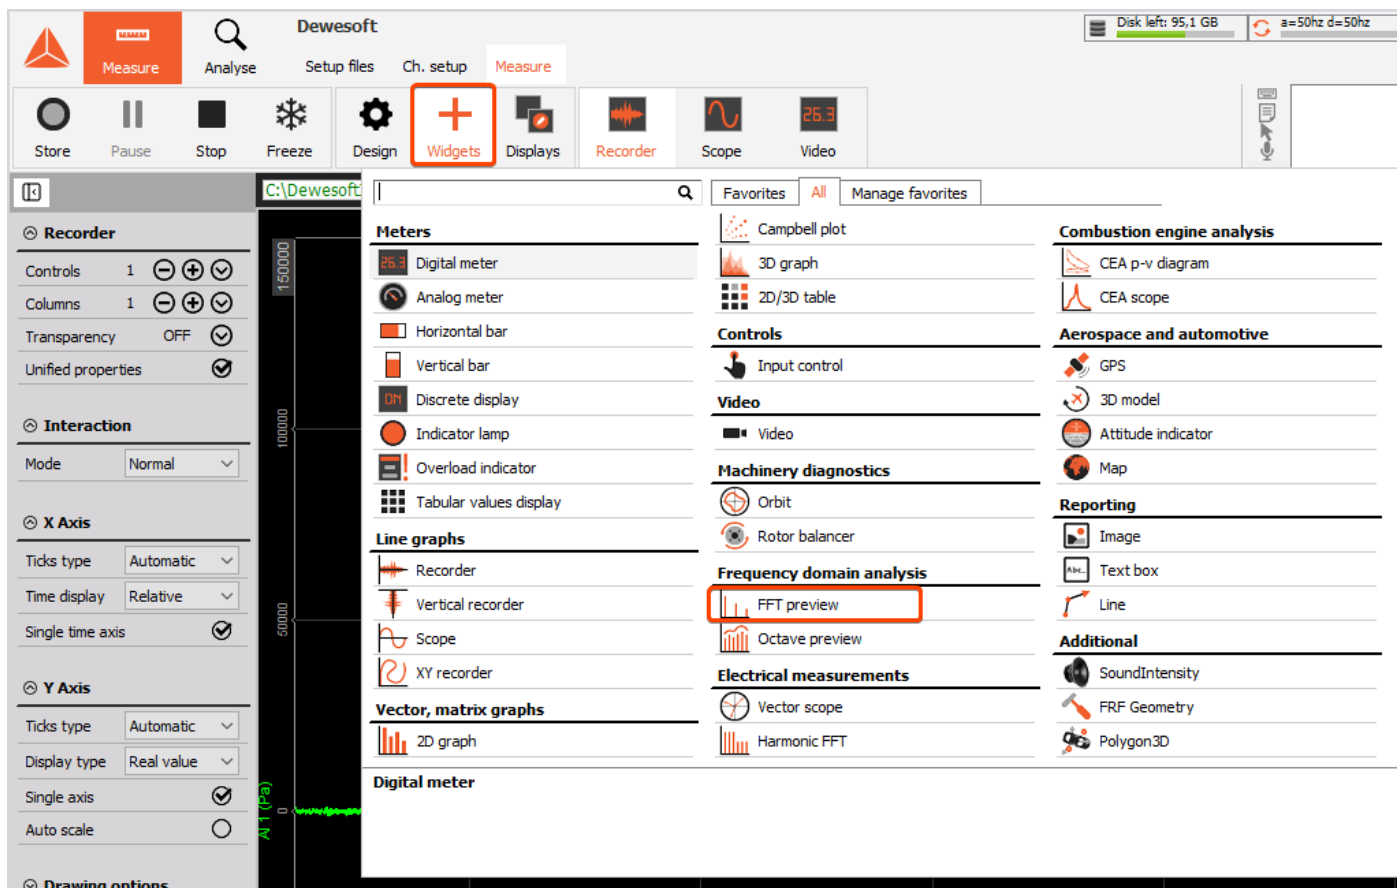 Dewesoft
Disk left: 95,1 GB
a=50hz d=50hz
Measure
Analyse
Setup files
Ch. setup
Measure
Store
Pause
Stop
Freeze
Design
Widgets
Displays
26.3
Recorder
Scope
Video
C:\Dewesoft
Favorites
All
Manage favorites
Recorder
Controls 1
Columns 1
Transparency OFF
Unified properties
Interaction
Mode Normal
X Axis
Ticks type Automatic
Time display Relative
Single time axis
Y Axis
Ticks type Automatic
Display type Real value
Single axis
Auto scale
Drawing options
150000
100000
50000
0
AI 1 (Pa)
Meters
26.3 Digital meter
Analog meter
Horizontal bar
Vertical bar
ON Discrete display
Indicator lamp
Overload indicator
Tabular values display
Line graphs
Recorder
Vertical recorder
Scope
XY recorder
Vector, matrix graphs
2D graph
Campbell plot
3D graph
2D/3D table
Controls
Input control
Video
Video
Machinery diagnostics
Orbit
Rotor balancer
Frequency domain analysis
FFT preview
Octave preview
Electrical measurements
Vector scope
Harmonic FFT
Combustion engine analysis
CEA p-v diagram
CEA scope
Aerospace and automotive
GPS
3D model
Attitude indicator
Map
Reporting
Image
Abc... Text box
Line
Additional
SoundIntensity
FRF Geometry
Polygon3D
Digital meter